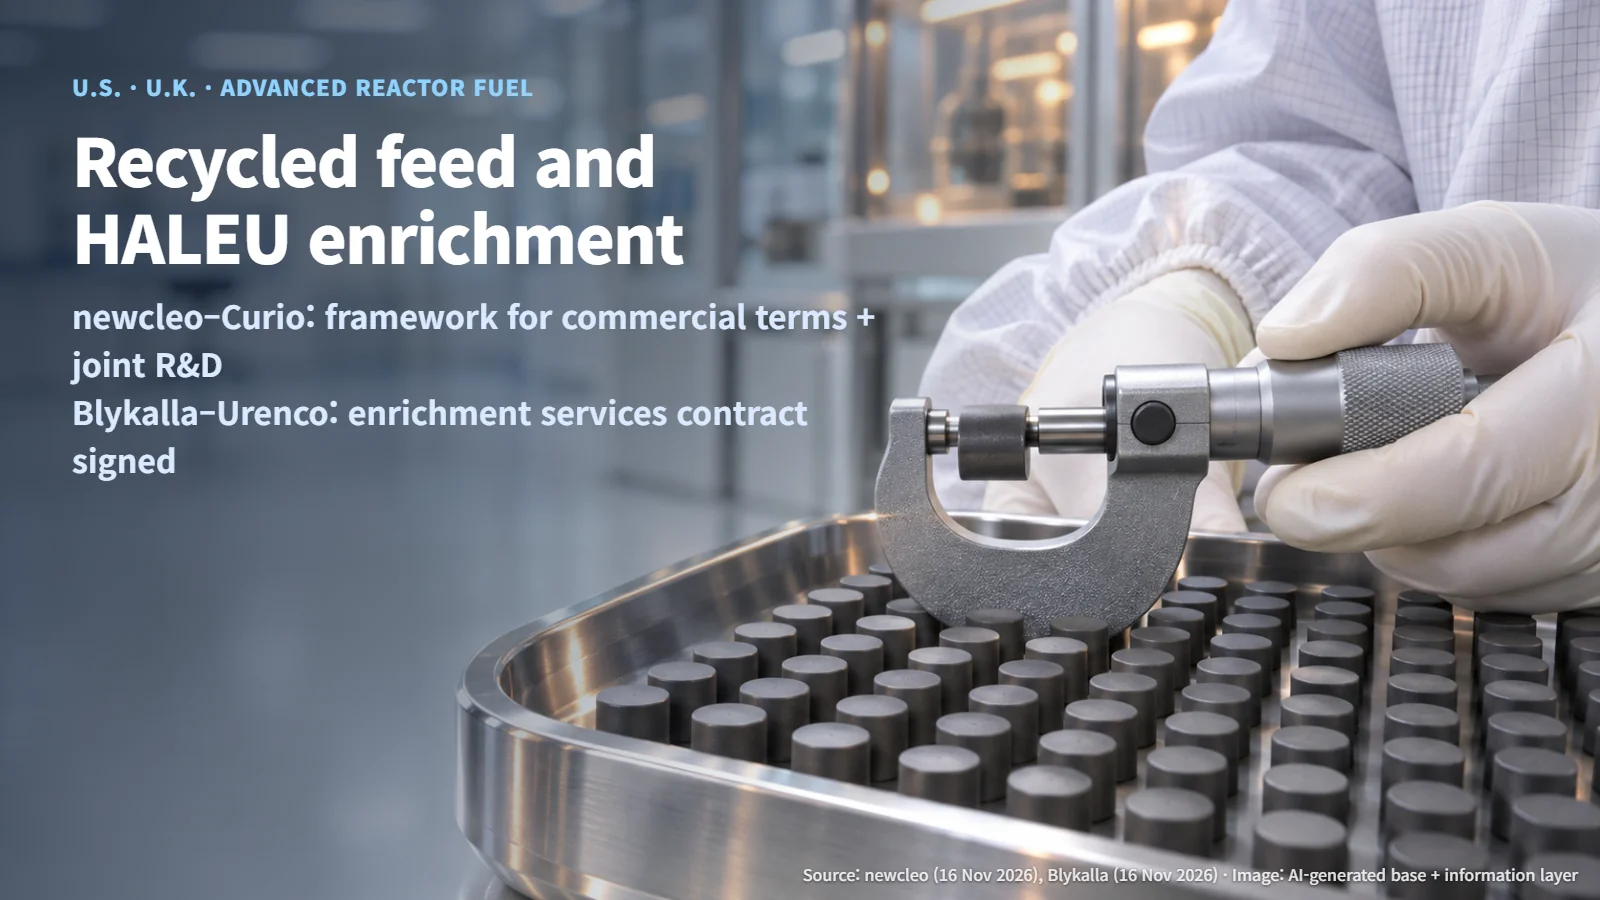 U.S. · U.K. · ADVANCED REACTOR FUEL
Recycled feed and
HALEU enrichment
newcleo–Curio: framework for commercial terms +
joint R&D
Blykalla–Urenco: enrichment services contract
signed
Source: newcleo (16 Nov 2026), Blykalla (16 Nov 2026) · Image: AI-generated base + information layer